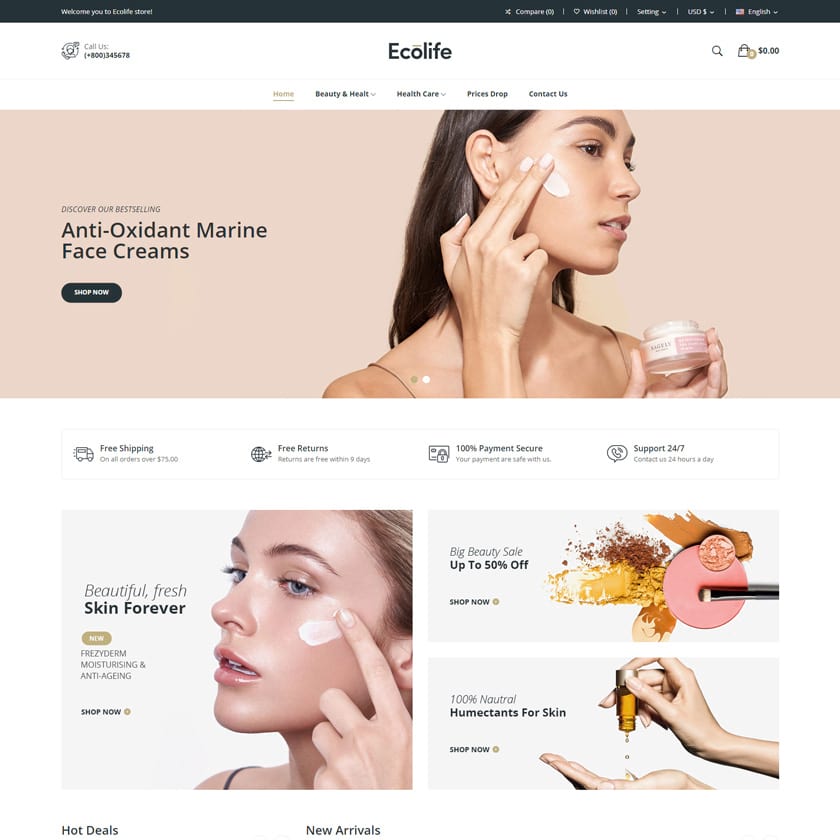 Welcome you to Ecolife store!
Compare (0)
Wishlist (0)
Setting
USD $
English
Call Us:
(+800)345678
Ecolife
0
$0.00
Home
Beauty & Healt
Health Care
Prices Drop
Contact Us
DISCOVER OUR BESTSELLING
Anti-Oxidant Marine
Face Creams
SHOP NOW
SAGELY
Free Shipping
On all orders over $75.00
Free Returns
Returns are free within 9 days
100% Payment Secure
Your payment are safe with us.
Support 24/7
Contact us 24 hours a day
Beautiful, fresh
Skin Forever
NEW
FREZYDERM
MOISTURISING &
ANTI-AGEING
SHOP NOW
Big Beauty Sale
Up To 50% Off
SHOP NOW
100% Nautral
Humectants For Skin
SHOP NOW
Hot Deals
New Arrivals